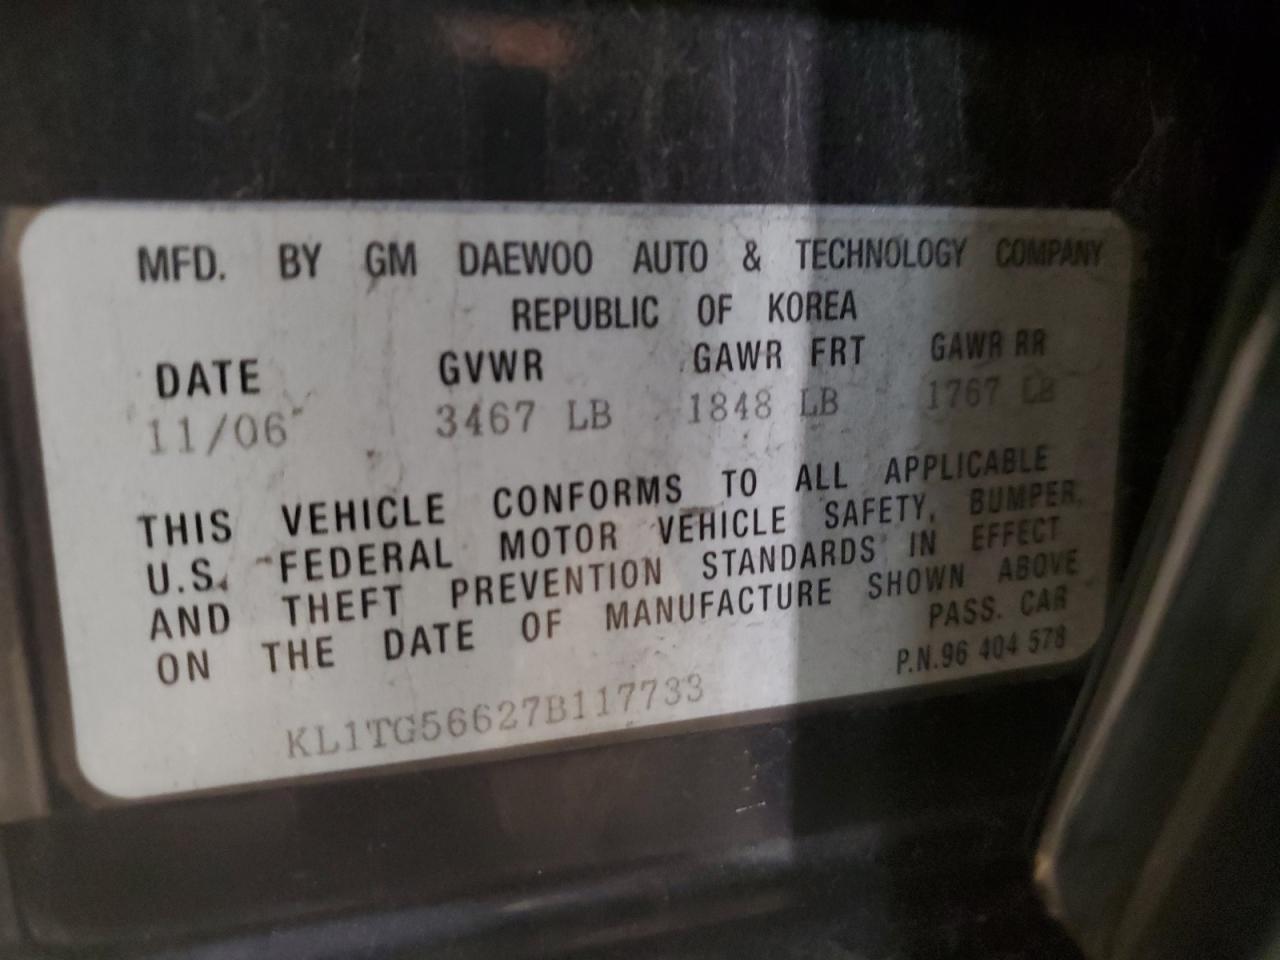 MFD. BY GM DAEWOO AUTO & TECHNOLOGY COMPANY
REPUBLIC OF KOREA
DATE GVWR GAWR FRT GAWR RR
11/06 3467 LB 1848 LB 1767 LB
THIS VEHICLE CONFORMS TO ALL APPLICABLE
U.S. FEDERAL MOTOR VEHICLE SAFETY, BUMPER,
AND THEFT PREVENTION STANDARDS IN EFFECT
ON THE DATE OF MANUFACTURE SHOWN ABOVE
PASS. CAR
P.N.96 404 578
KL1TG56627B117733